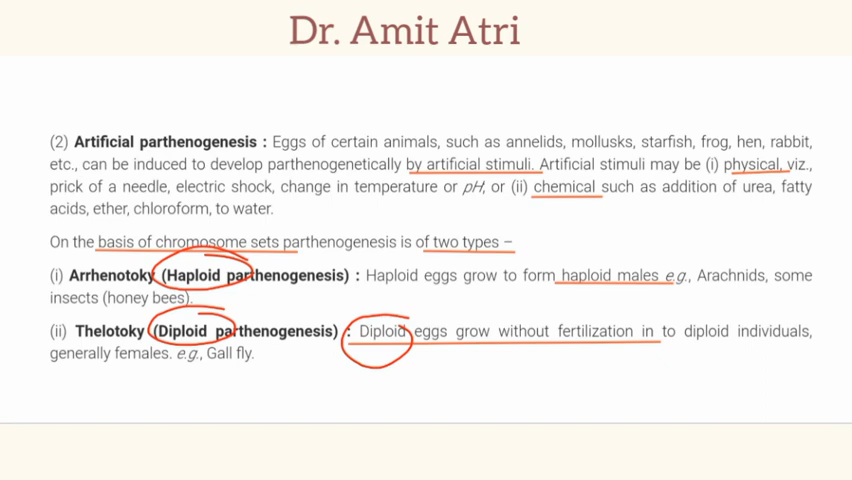 Dr. Amit Atri
(2) Artificial parthenogenesis : Eggs of certain animals, such as annelids, mollusks, starfish, frog, hen, rabbit,
etc., can be induced to develop parthenogenetically by artificial stimuli. Artificial stimuli may be (i) physical, viz.,
prick of a needle, electric shock, change in temperature or pH, or (ii) chemical such as addition of urea, fatty
acids, ether, chloroform, to water.
On the basis of chromosome sets parthenogenesis is of two types –
(i) Arrhenotoky (Haploid parthenogenesis) : Haploid eggs grow to form haploid males e.g., Arachnids, some
insects (honey bees).
(ii) Thelotoky (Diploid parthenogenesis) : Diploid eggs grow without fertilization in to diploid individuals,
generally females. e.g., Gall fly.